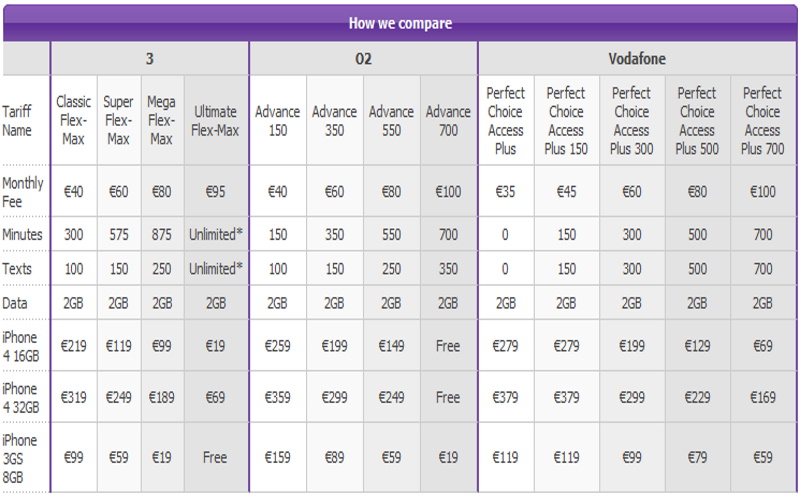 How we compare
3 O2 Vodafone
Tariff Name Classic Flex-Max Super Flex-Max Mega Flex-Max Ultimate Flex-Max Advance 150 Advance 350 Advance 550 Advance 700 Perfect Choice Access Plus Perfect Choice Access Plus 150 Perfect Choice Access Plus 300 Perfect Choice Access Plus 500 Perfect Choice Access Plus 700
Monthly Fee €40 €60 €80 €95 €40 €60 €80 €100 €35 €45 €60 €80 €100
Minutes 300 575 875 Unlimited* 150 350 550 700 0 150 300 500 700
Texts 100 150 250 Unlimited* 100 150 250 350 0 150 300 500 700
Data 2GB 2GB 2GB 2GB 2GB 2GB 2GB 2GB 2GB 2GB 2GB 2GB 2GB
iPhone 4 16GB €219 €119 €99 €19 €259 €199 €149 Free €279 €279 €199 €129 €69
iPhone 4 32GB €319 €249 €189 €69 €359 €299 €249 Free €379 €379 €299 €229 €169
iPhone 3GS 8GB €99 €59 €19 Free €159 €89 €59 €19 €119 €119 €99 €79 €59